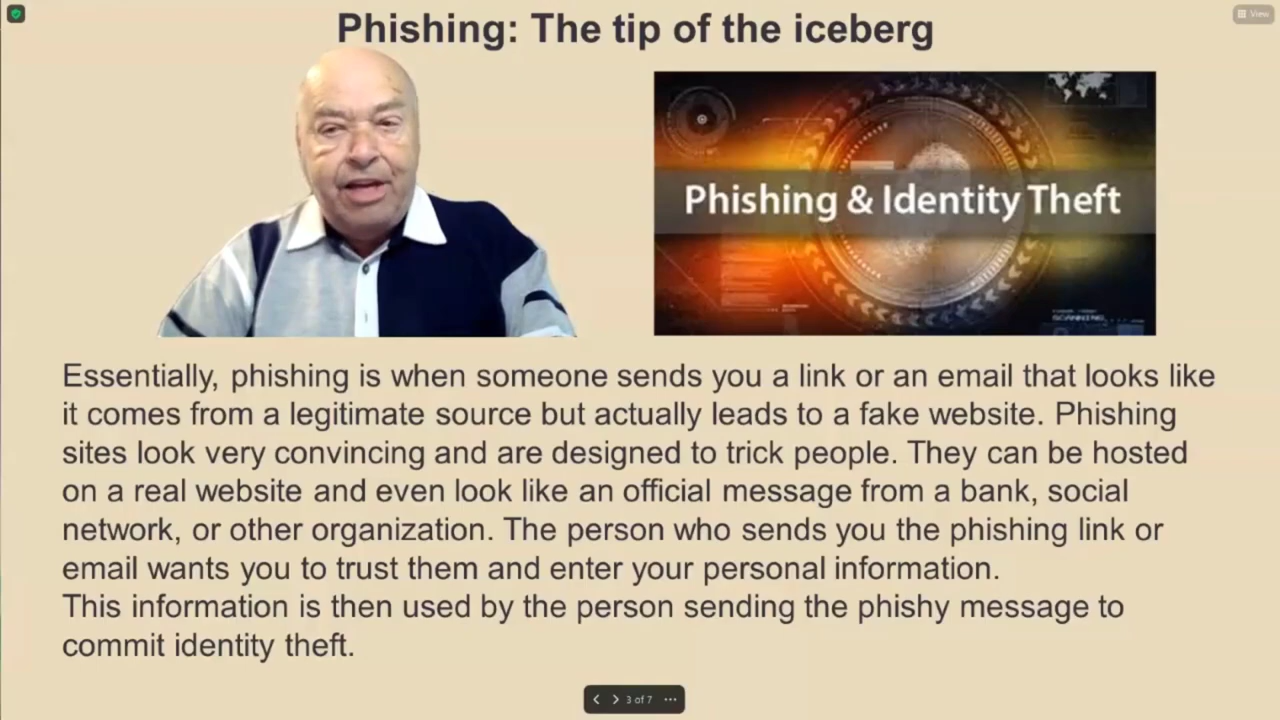 Phishing: The tip of the iceberg
View
Phishing & Identity Theft
SCANNING
Essentially, phishing is when someone sends you a link or an email that looks like
it comes from a legitimate source but actually leads to a fake website. Phishing
sites look very convincing and are designed to trick people. They can be hosted
on a real website and even look like an official message from a bank, social
network, or other organization. The person who sends you the phishing link or
email wants you to trust them and enter your personal information.
This information is then used by the person sending the phishy message to
commit identity theft.
3 of 7